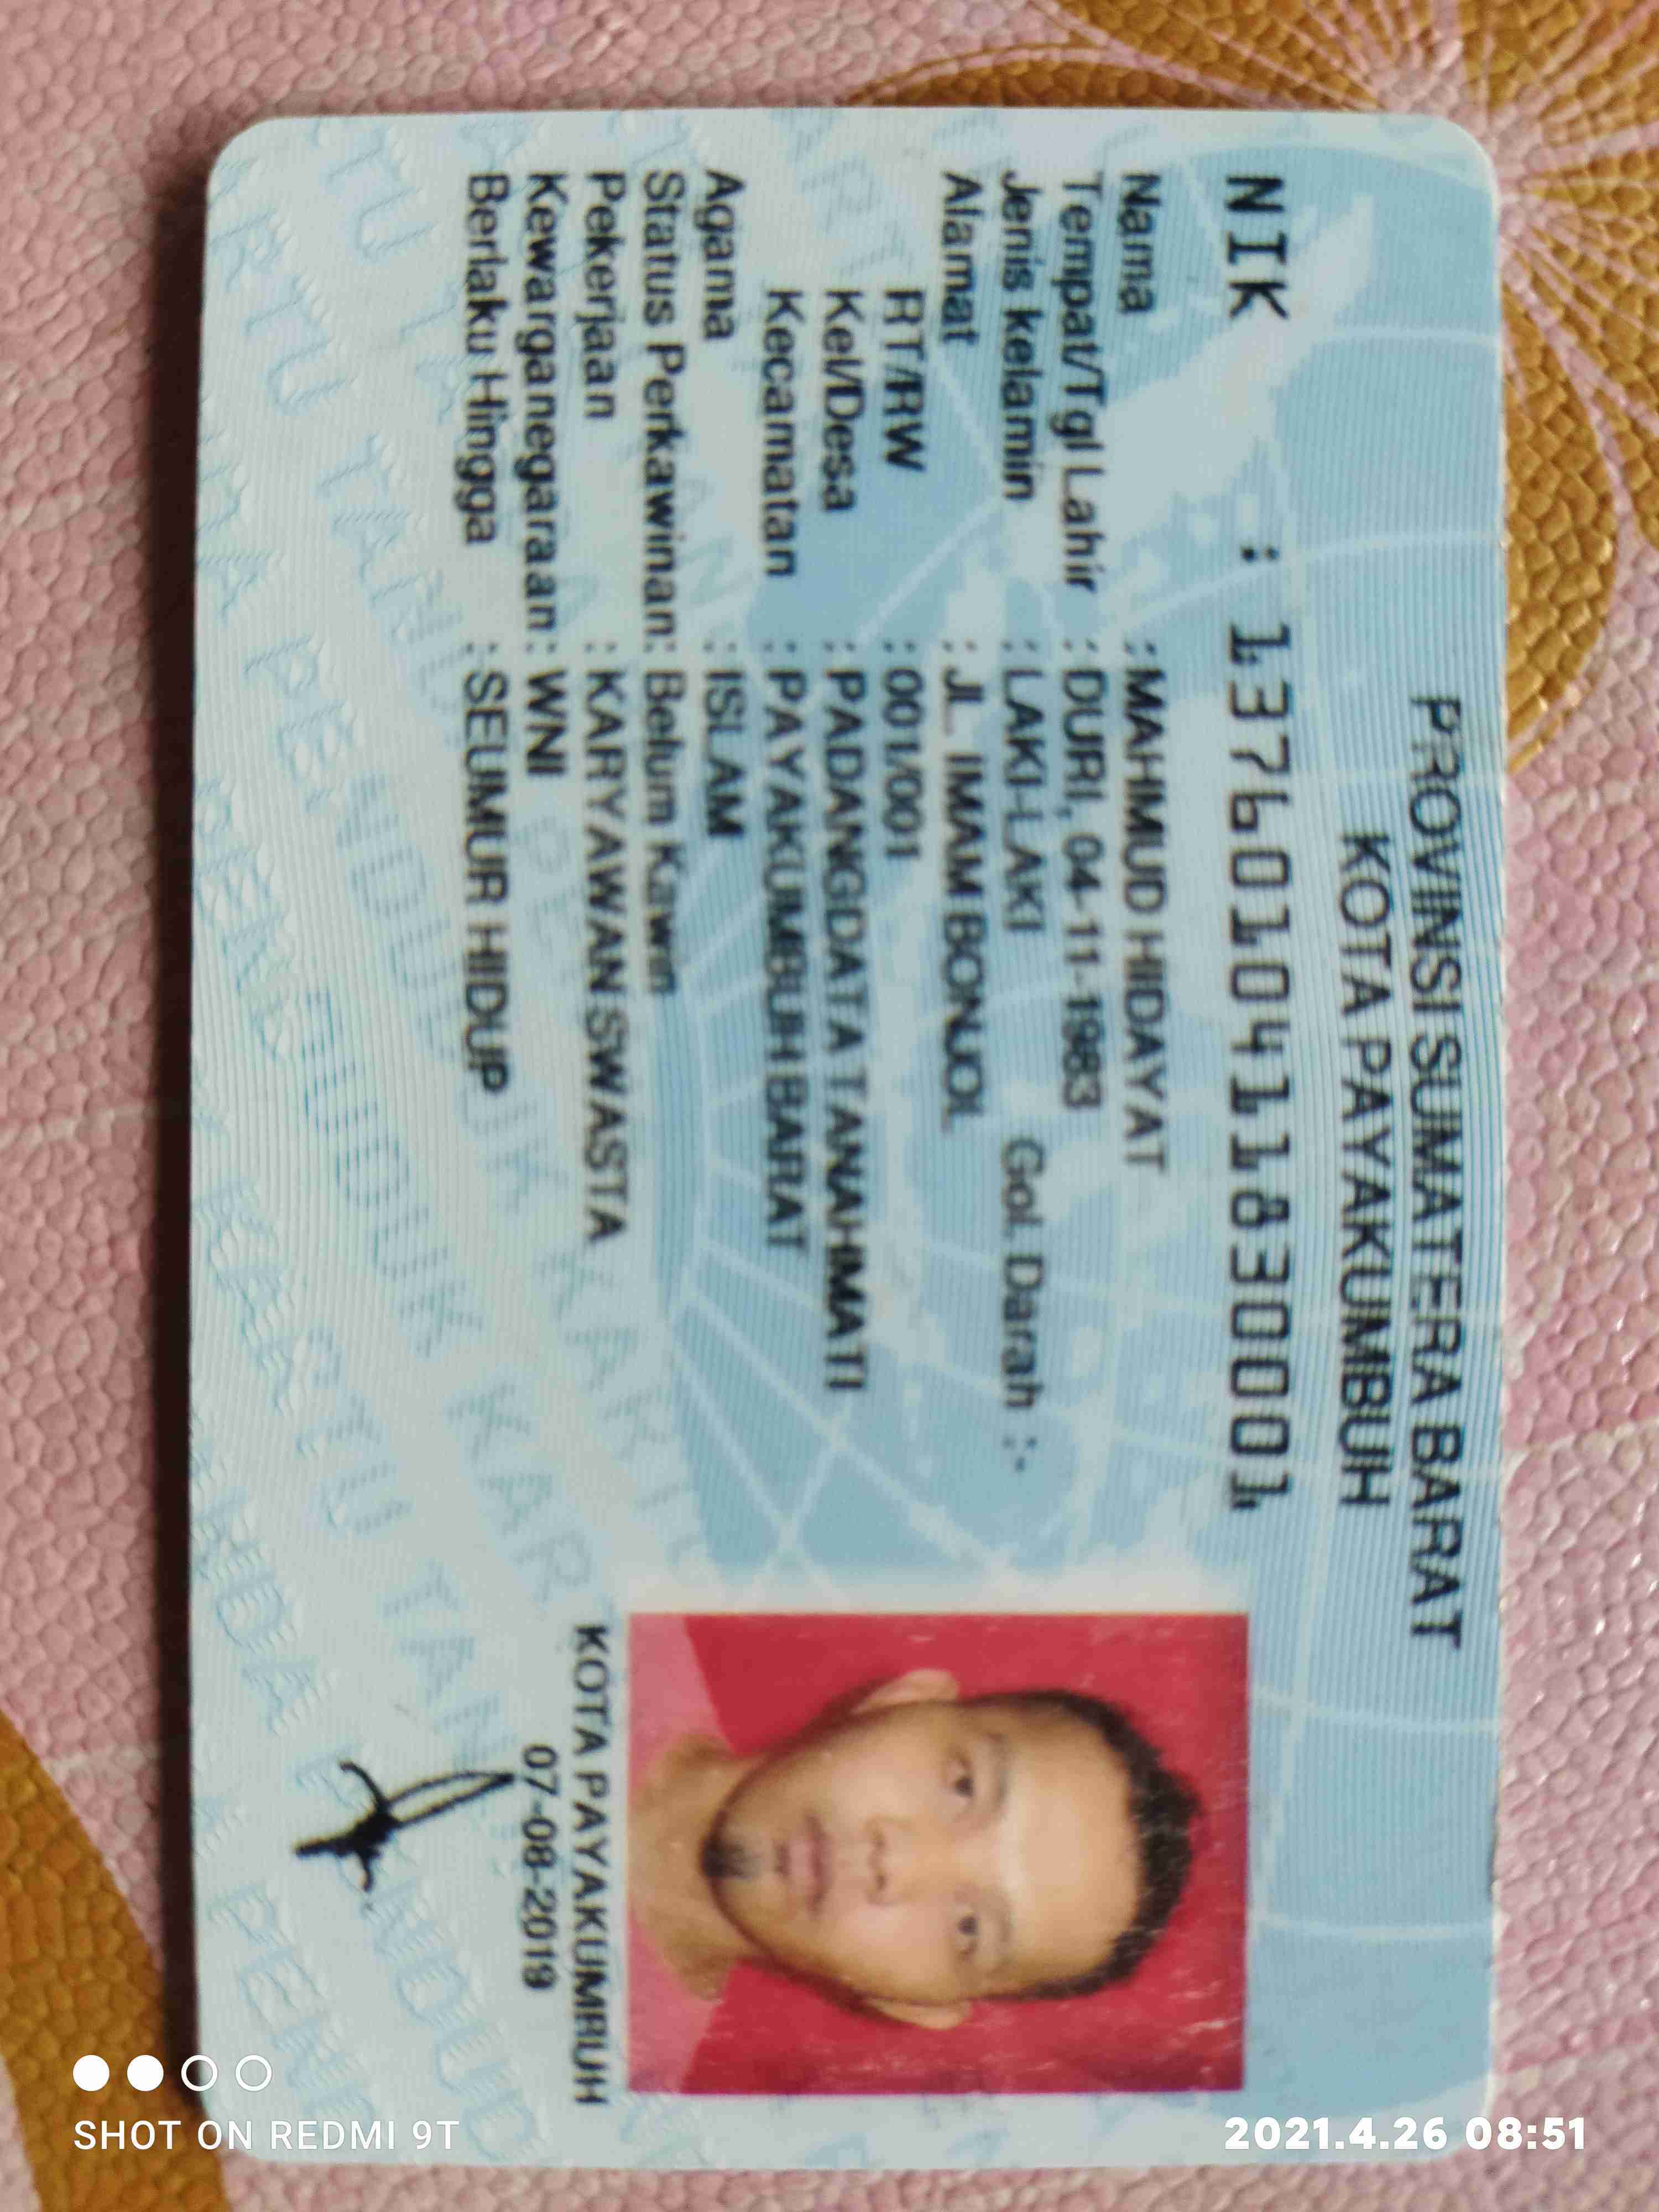 PROVINSI SUMATERA BARAT
KOTA PAYAKUMBUH
NIK : 1376010411830001
Nama : MAHMUD HIDAYAT
Tempat/Tgl Lahir : DURI, 04-11-1983
Jenis kelamin : LAKI-LAKI Gol. Darah : -
Alamat : JL. IMAM BONJOL
RT/RW : 001/001
Kel/Desa : PADANGDATA TANAHMATI
Kecamatan : PAYAKUMBUH BARAT
Agama : ISLAM
Status Perkawinan: Belum Kawin
Pekerjaan : KARYAWAN SWASTA
Kewarganegaraan : WNI
Berlaku Hingga : SEUMUR HIDUP
KOTA PAYAKUMBUH
07-08-2019
SHOT ON REDMI 9T
2021.4.26 08:51